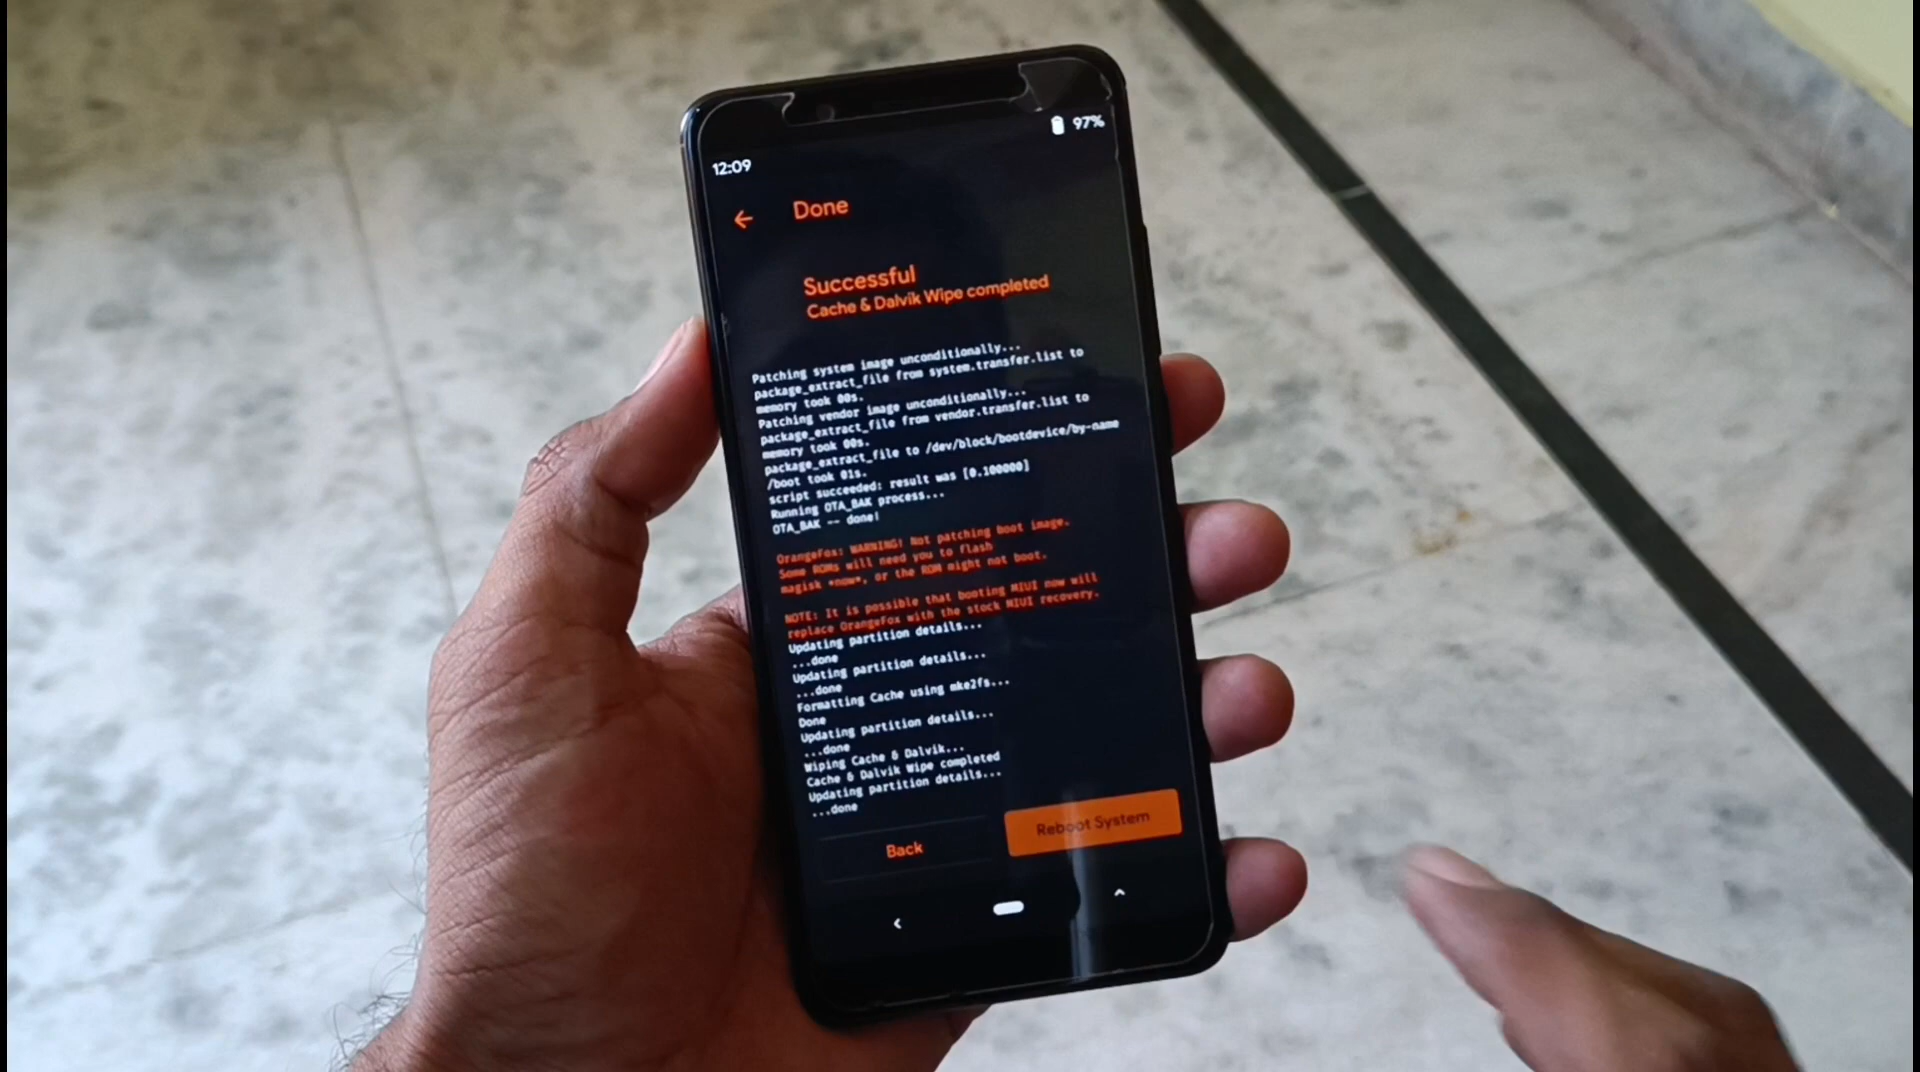 12:09
97%
Done
Successful
Cache & Dalvik Wipe completed
Patching system image unconditionally...
package_extract_file from system.transfer.list to
memory took 00s.
Patching vendor image unconditionally...
package_extract_file from vendor.transfer.list to
memory took 00s.
package_extract_file to /dev/block/bootdevice/by-name
/boot took 01s.
script succeeded: result was [0.100000]
Running OTA_BAK process...
OTA_BAK -- done!
OrangeFox: WARNING! Not patching boot image.
Some ROMs will need you to flash
magisk *now*, or the ROM might not boot.
NOTE: It is possible that booting MIUI now will
replace OrangeFox with the stock MIUI recovery.
Updating partition details...
...done
Updating partition details...
...done
Formatting Cache using mke2fs...
Done
Updating partition details...
...done
Wiping Cache & Dalvik...
Cache & Dalvik Wipe completed
Updating partition details...
...done
Back
Reboot System